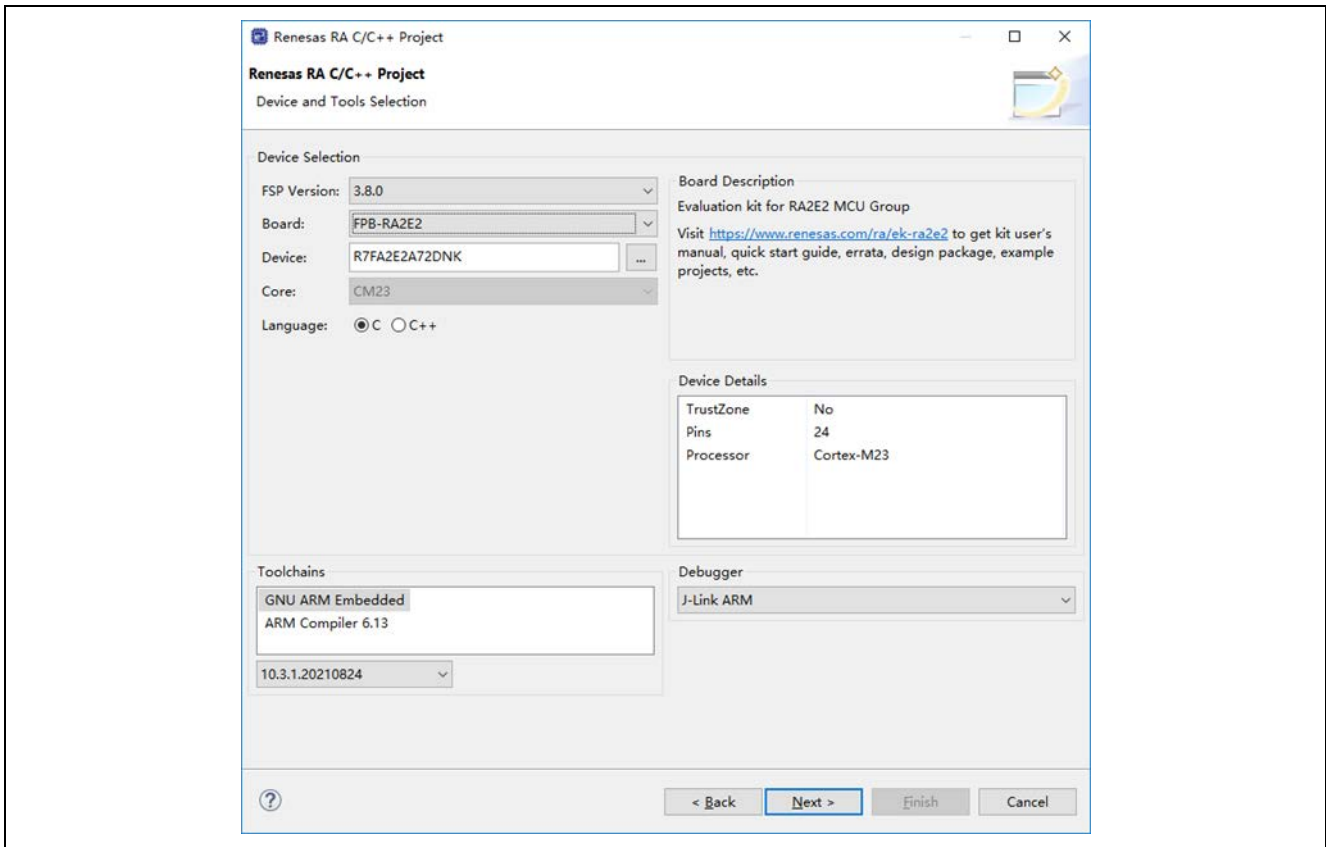 Renesas RA C/C++ Project
Renesas RA C/C++ Project
Device and Tools Selection
Device Selection
FSP Version: 3.8.0
Board: FPB-RA2E2
Device: R7FA2E2A72DNK ...
Core: CM23
Language: C C++
Board Description
Evaluation kit for RA2E2 MCU Group
Visit https://www.renesas.com/ra/ek-ra2e2 to get kit user's
manual, quick start guide, errata, design package, example
projects, etc.
Device Details
TrustZone No
Pins 24
Processor Cortex-M23
Toolchains
GNU ARM Embedded
ARM Compiler 6.13
10.3.1.20210824
Debugger
J-Link ARM
? < Back Next > Finish Cancel